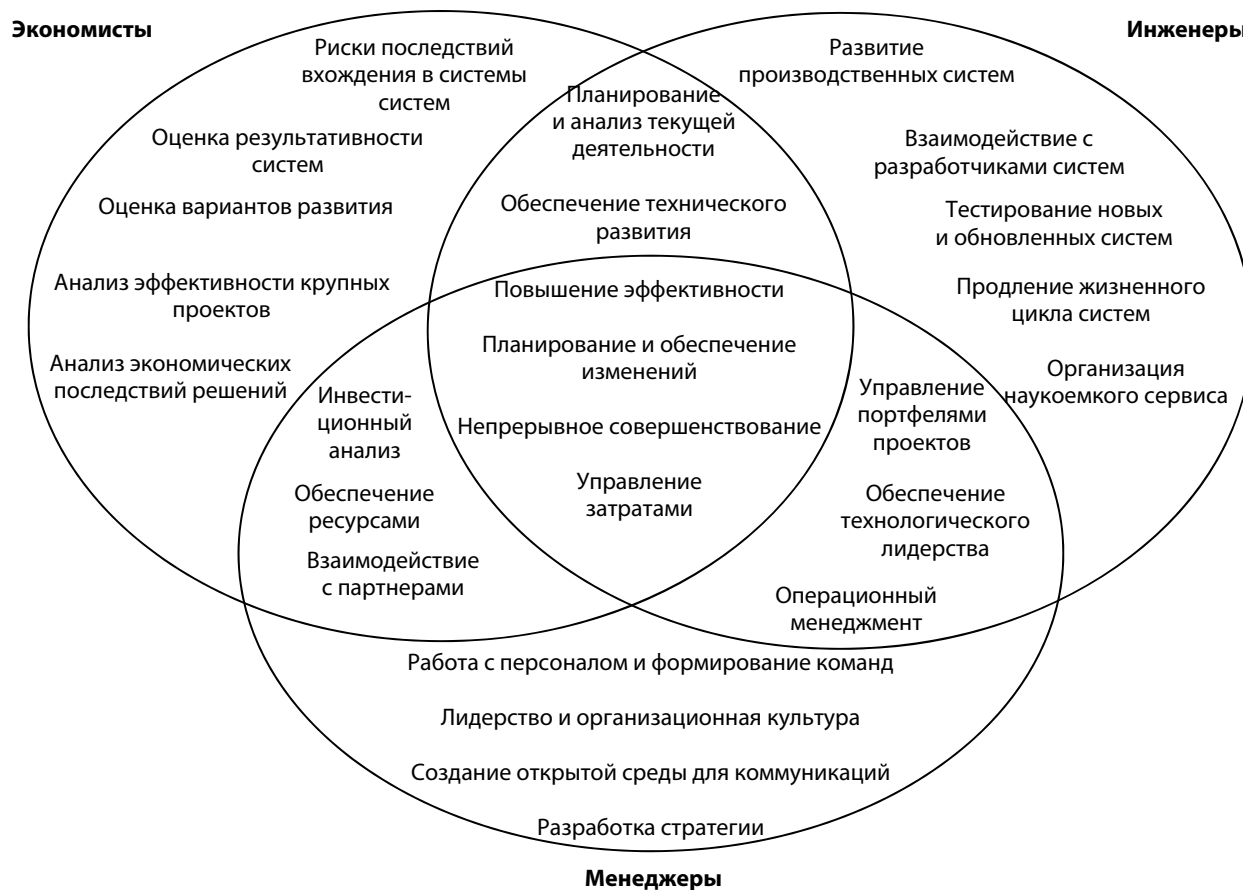 Экономисты
Инженеры
Риски последствий
вхождения в системы
систем
Оценка результативности
систем
Оценка вариантов развития
Анализ эффективности крупных
проектов
Анализ экономических
последствий решений
Планирование
и анализ текущей
деятельности
Обеспечение технического
развития
Развитие
производственных систем
Взаимодействие с
разработчиками систем
Тестирование новых
и обновленных систем
Продление жизненного
цикла систем
Организация
наукоемкого сервиса
Повышение эффективности
Планирование и обеспечение
изменений
Непрерывное совершенствование
Управление
затратами
Инвести-
ционный
анализ
Обеспечение
ресурсами
Взаимодействие
с партнерами
Управление
портфелями
проектов
Обеспечение
технологического
лидерства
Операционный
менеджмент
Работа с персоналом и формирование команд
Лидерство и организационная культура
Создание открытой среды для коммуникаций
Разработка стратегии
Менеджеры